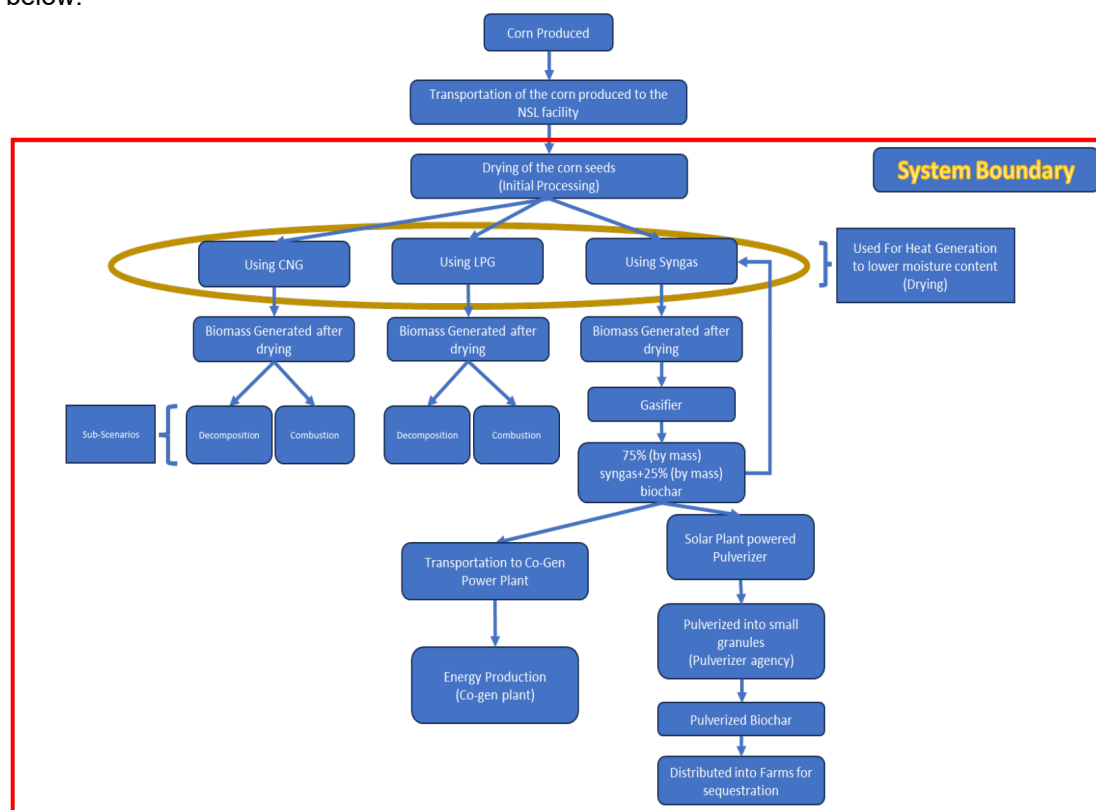 below.
Corn Produced
Transportation of the corn produced to the
NSL facility
Drying of the corn seeds
(Initial Processing)
System Boundary
Using CNG
Using LPG
Using Syngas
Used For Heat Generation
to lower moisture content
(Drying)
Biomass Generated after
drying
Biomass Generated after
drying
Biomass Generated after
drying
Sub-Scenarios
Decomposition
Combustion
Decomposition
Combustion
Gasifier
75% (by mass)
syngas+25% (by mass)
biochar
Transportation to Co-Gen
Power Plant
Solar Plant powered
Pulverizer
Energy Production
(Co-gen plant)
Pulverized into small
granules
(Pulverizer agency)
Pulverized Biochar
Distributed into Farms for
sequestration